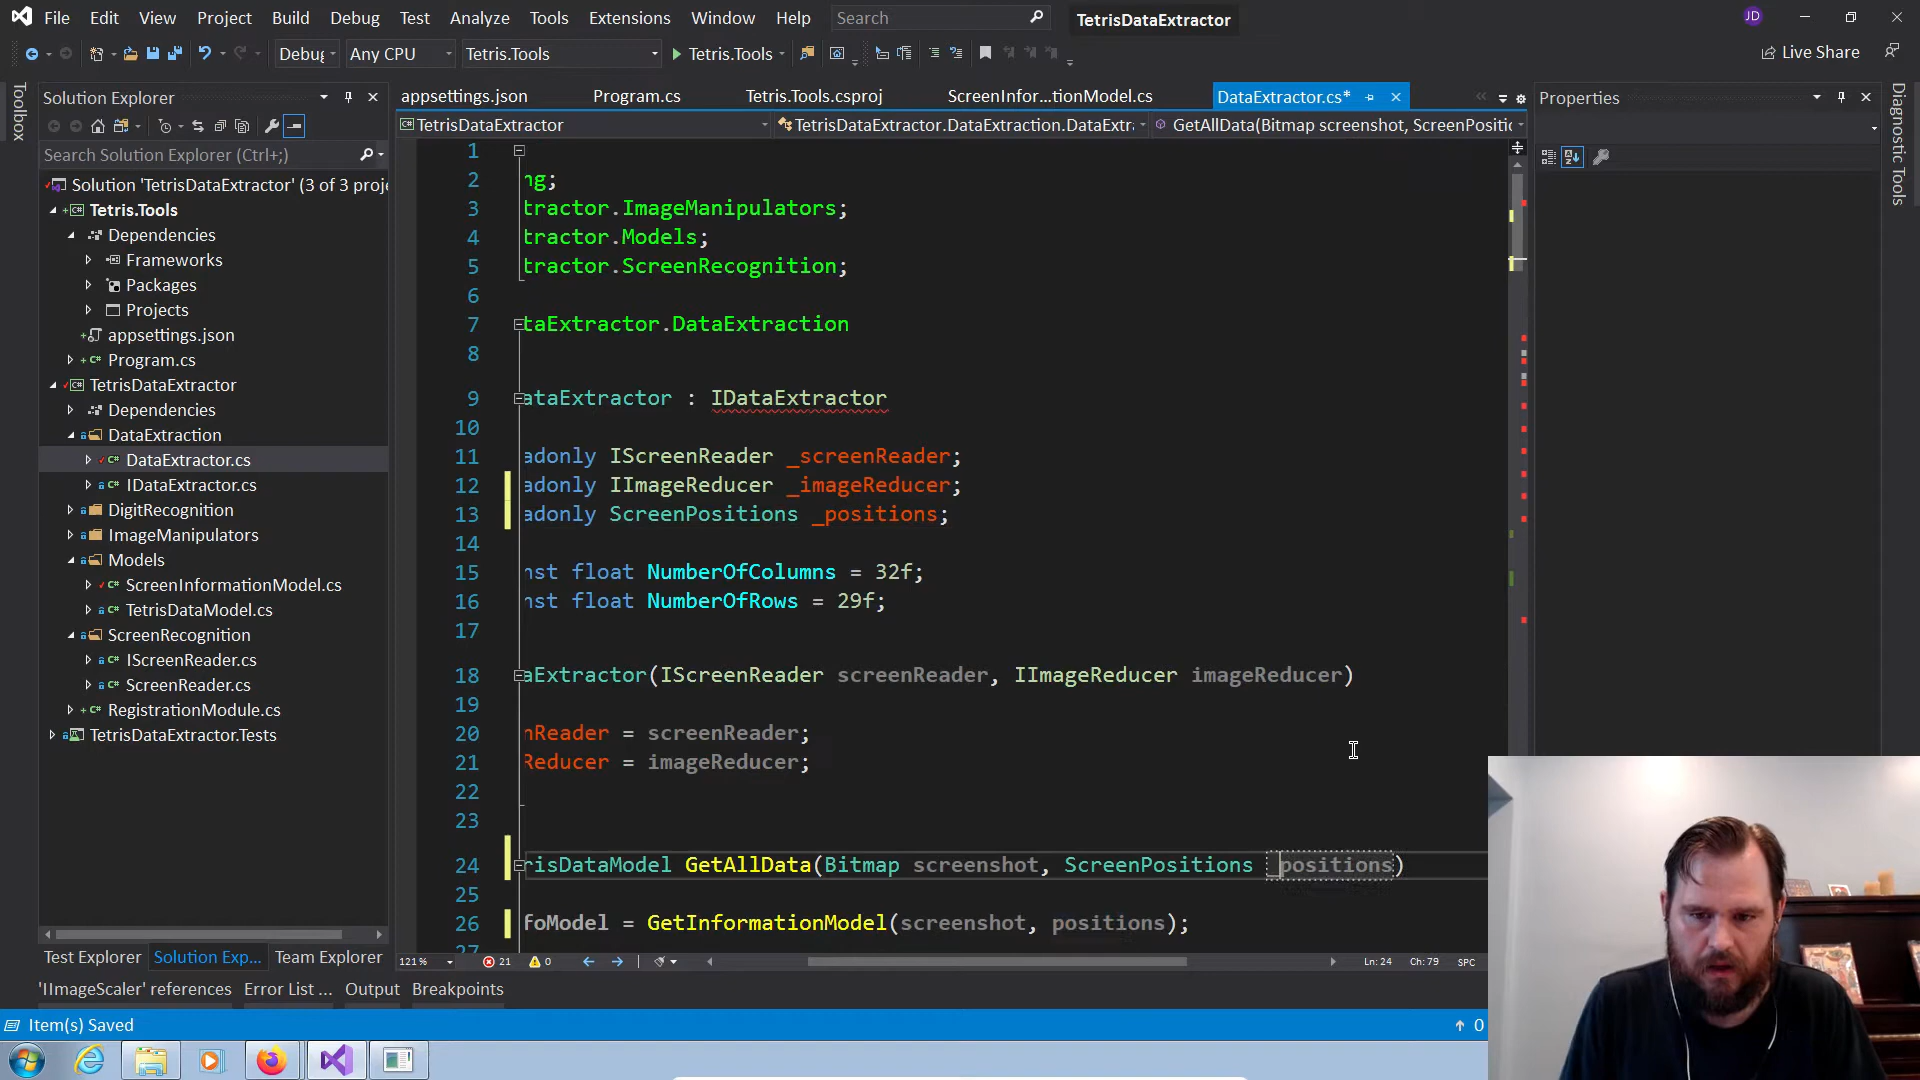 File Edit View Project Build Debug Test Analyze Tools Extensions Window Help Search TetrisDataExtractor JD
Debug Any CPU Tetris.Tools Tetris.Tools Live Share
Toolbox
Solution Explorer
Search Solution Explorer (Ctrl+;)
Solution 'TetrisDataExtractor' (3 of 3 proje
Tetris.Tools
Dependencies
Frameworks
Packages
Projects
appsettings.json
Program.cs
TetrisDataExtractor
Dependencies
DataExtraction
DataExtractor.cs
IDataExtractor.cs
DigitRecognition
ImageManipulators
Models
ScreenInformationModel.cs
TetrisDataModel.cs
ScreenRecognition
IScreenReader.cs
ScreenReader.cs
RegistrationModule.cs
TetrisDataExtractor.Tests
Test Explorer Solution Exp... Team Explorer
appsettings.json Program.cs Tetris.Tools.csproj ScreenInfor...tionModel.cs DataExtractor.cs*
TetrisDataExtractor TetrisDataExtractor.DataExtraction.DataExtr GetAllData(Bitmap screenshot, ScreenPositic
1
2 ng;
3 tractor.ImageManipulators;
4 tractor.Models;
5 tractor.ScreenRecognition;
6
7 taExtractor.DataExtraction
8
9 ataExtractor : IDataExtractor
10
11 adonly IScreenReader _screenReader;
12 adonly IImageReducer _imageReducer;
13 adonly ScreenPositions _positions;
14
15 nst float NumberOfColumns = 32f;
16 nst float NumberOfRows = 29f;
17
18 aExtractor(IScreenReader screenReader, IImageReducer imageReducer)
19
20 nReader = screenReader;
21 Reducer = imageReducer;
22
23
24 risDataModel GetAllData(Bitmap screenshot, ScreenPositions _positions)
25
26 foModel = GetInformationModel(screenshot, positions);
27
121 % 21 0 Ln: 24 Ch: 79 SPC
Properties
Diagnostic Tools
'IImageScaler' references Error List ... Output Breakpoints
Item(s) Saved 0